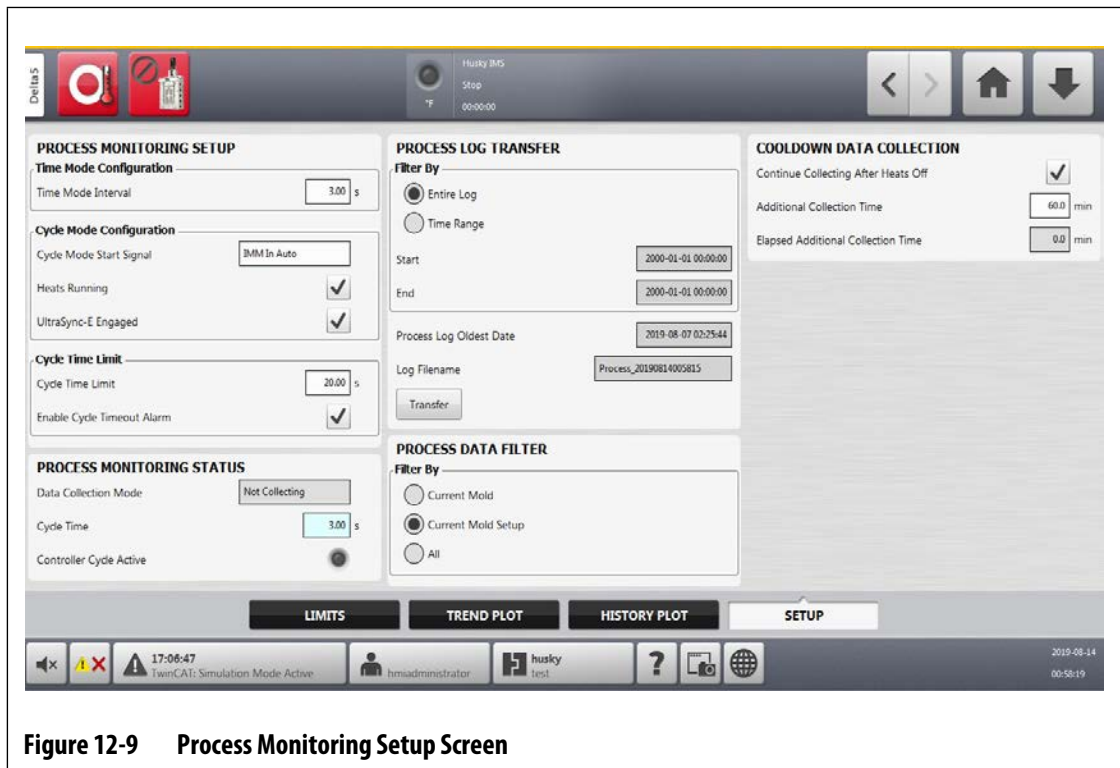 Delta5
Husky IMS
Stop
°F
00:00:00
PROCESS MONITORING SETUP
Time Mode Configuration
Time Mode Interval 3.00 s
Cycle Mode Configuration
Cycle Mode Start Signal IMM In Auto
Heats Running
UltraSync-E Engaged
Cycle Time Limit
Cycle Time Limit 20.00 s
Enable Cycle Timeout Alarm
PROCESS MONITORING STATUS
Data Collection Mode Not Collecting
Cycle Time 3.00 s
Controller Cycle Active
PROCESS LOG TRANSFER
Filter By
Entire Log
Time Range
Start 2000-01-01 00:00:00
End 2000-01-01 00:00:00
Process Log Oldest Date 2019-08-07 02:25:44
Log Filename Process_20190814005815
Transfer
PROCESS DATA FILTER
Filter By
Current Mold
Current Mold Setup
All
COOLDOWN DATA COLLECTION
Continue Collecting After Heats Off
Additional Collection Time 60.0 min
Elapsed Additional Collection Time 0.0 min
LIMITS
TREND PLOT
HISTORY PLOT
SETUP
17:06:47
TwinCAT: Simulation Mode Active
hmiadministrator
husky
test
?
2019-08-14
00:58:19
Figure 12-9 Process Monitoring Setup Screen